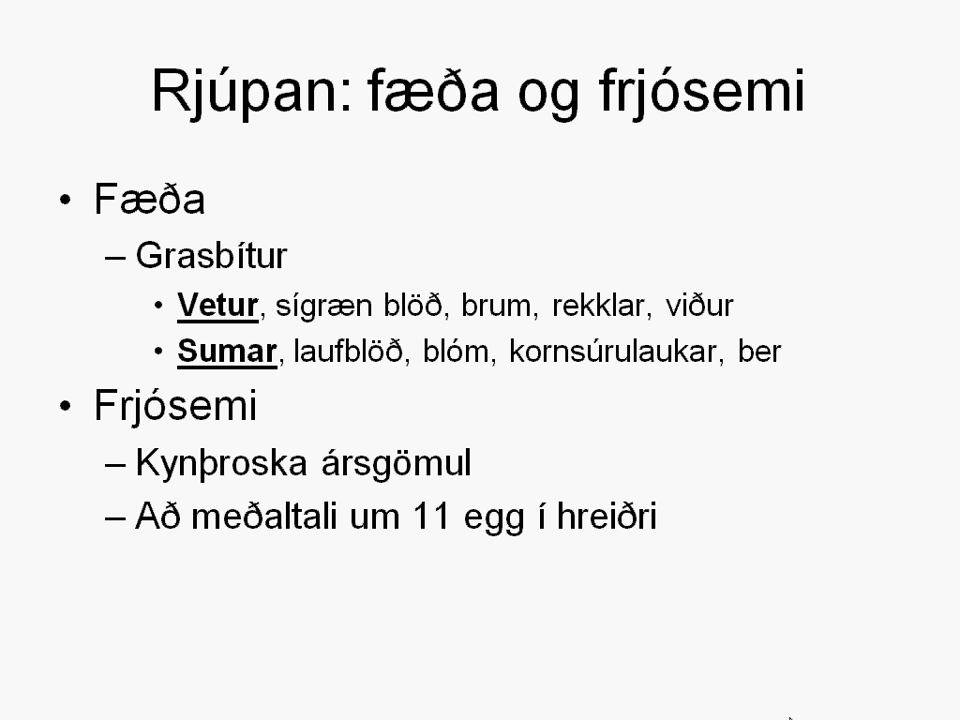 Rjúpan: fæða og frjósemi
• Fæða
– Grasbítur
• Vetur, sígræn blöð, brum, rekklar, viður
• Sumar, laufblöð, blóm, kornsúrulaukar, ber
• Frjósemi
– Kynþroska ársgömul
– Að meðaltali um 11 egg í hreiðri